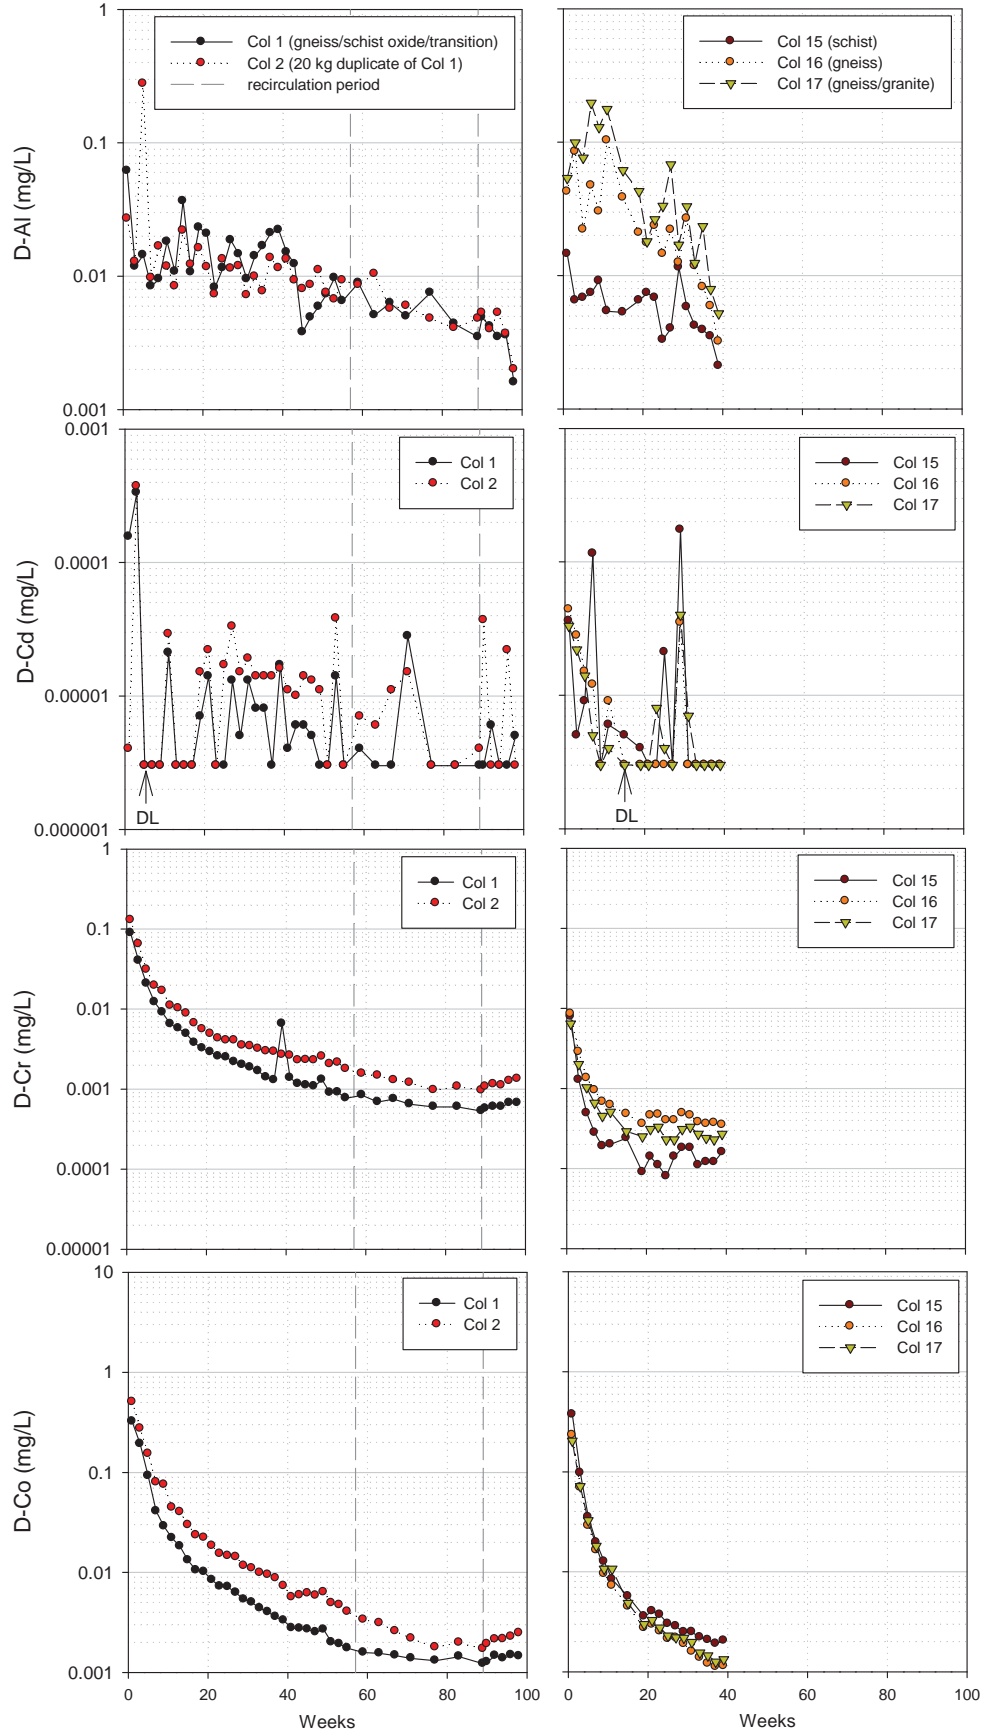 1
0.1
0.01
0.001
D-Al (mg/L)
Col 1 (gneiss/schist oxide/transition)
Col 2 (20 kg duplicate of Col 1)
recirculation period
Col 15 (schist)
Col 16 (gneiss)
Col 17 (gneiss/granite)
0.001
0.0001
0.00001
0.000001
D-Cd (mg/L)
Col 1
Col 2
DL
Col 15
Col 16
Col 17
DL
1
0.1
0.01
0.001
0.0001
0.00001
D-Cr (mg/L)
Col 1
Col 2
Col 15
Col 16
Col 17
10
1
0.1
0.01
0.001
D-Co (mg/L)
Col 1
Col 2
Col 15
Col 16
Col 17
0 20 40 60 80 100
Weeks
0 20 40 60 80 100
Weeks